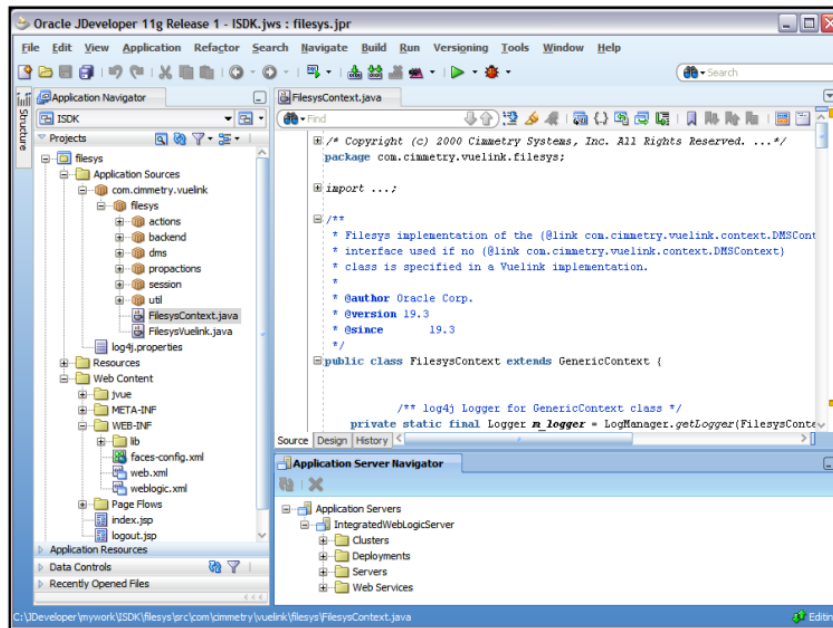 Oracle JDeveloper 11g Release 1 - ISDK.jws : filesys.jpr
File Edit View Application Refactor Search Navigate Build Run Versioning Tools Window Help
Search
Structure
Application Navigator
ISDK
Projects
filesys
Application Sources
com.cimmetry.vuelink
filesys
actions
backend
dms
propactions
session
util
FilesysContext.java
FilesysVuelink.java
log4j.properties
Resources
Web Content
jvue
META-INF
WEB-INF
lib
faces-config.xml
web.xml
weblogic.xml
Page Flows
index.jsp
logout.jsp
Application Resources
Data Controls
Recently Opened Files
FilesysContext.java
Find
/* Copyright (c) 2000 Cimmetry Systems, Inc. All Rights Reserved. ...*/
package com.cimmetry.vuelink.filesys;
import ...;
/**
* Filesys implementation of the (@link com.cimmetry.vuelink.context.DMSCont
* interface used if no (@link com.cimmetry.vuelink.context.DMSContext)
* class is specified in a Vuelink implementation.
*
* @author Oracle Corp.
* @version 19.3
* @since 19.3
*/
public class FilesysContext extends GenericContext {
/** log4j Logger for GenericContext class */
private static final Logger m_logger = LogManager.getLogger(FilesysConte
Source Design History
Application Server Navigator
Application Servers
IntegratedWebLogicServer
Clusters
Deployments
Servers
Web Services
C:\JDeveloper\mywork\ISDK\filesys\src\com\cimmetry\vuelink\filesys\FilesysContext.java
Editin